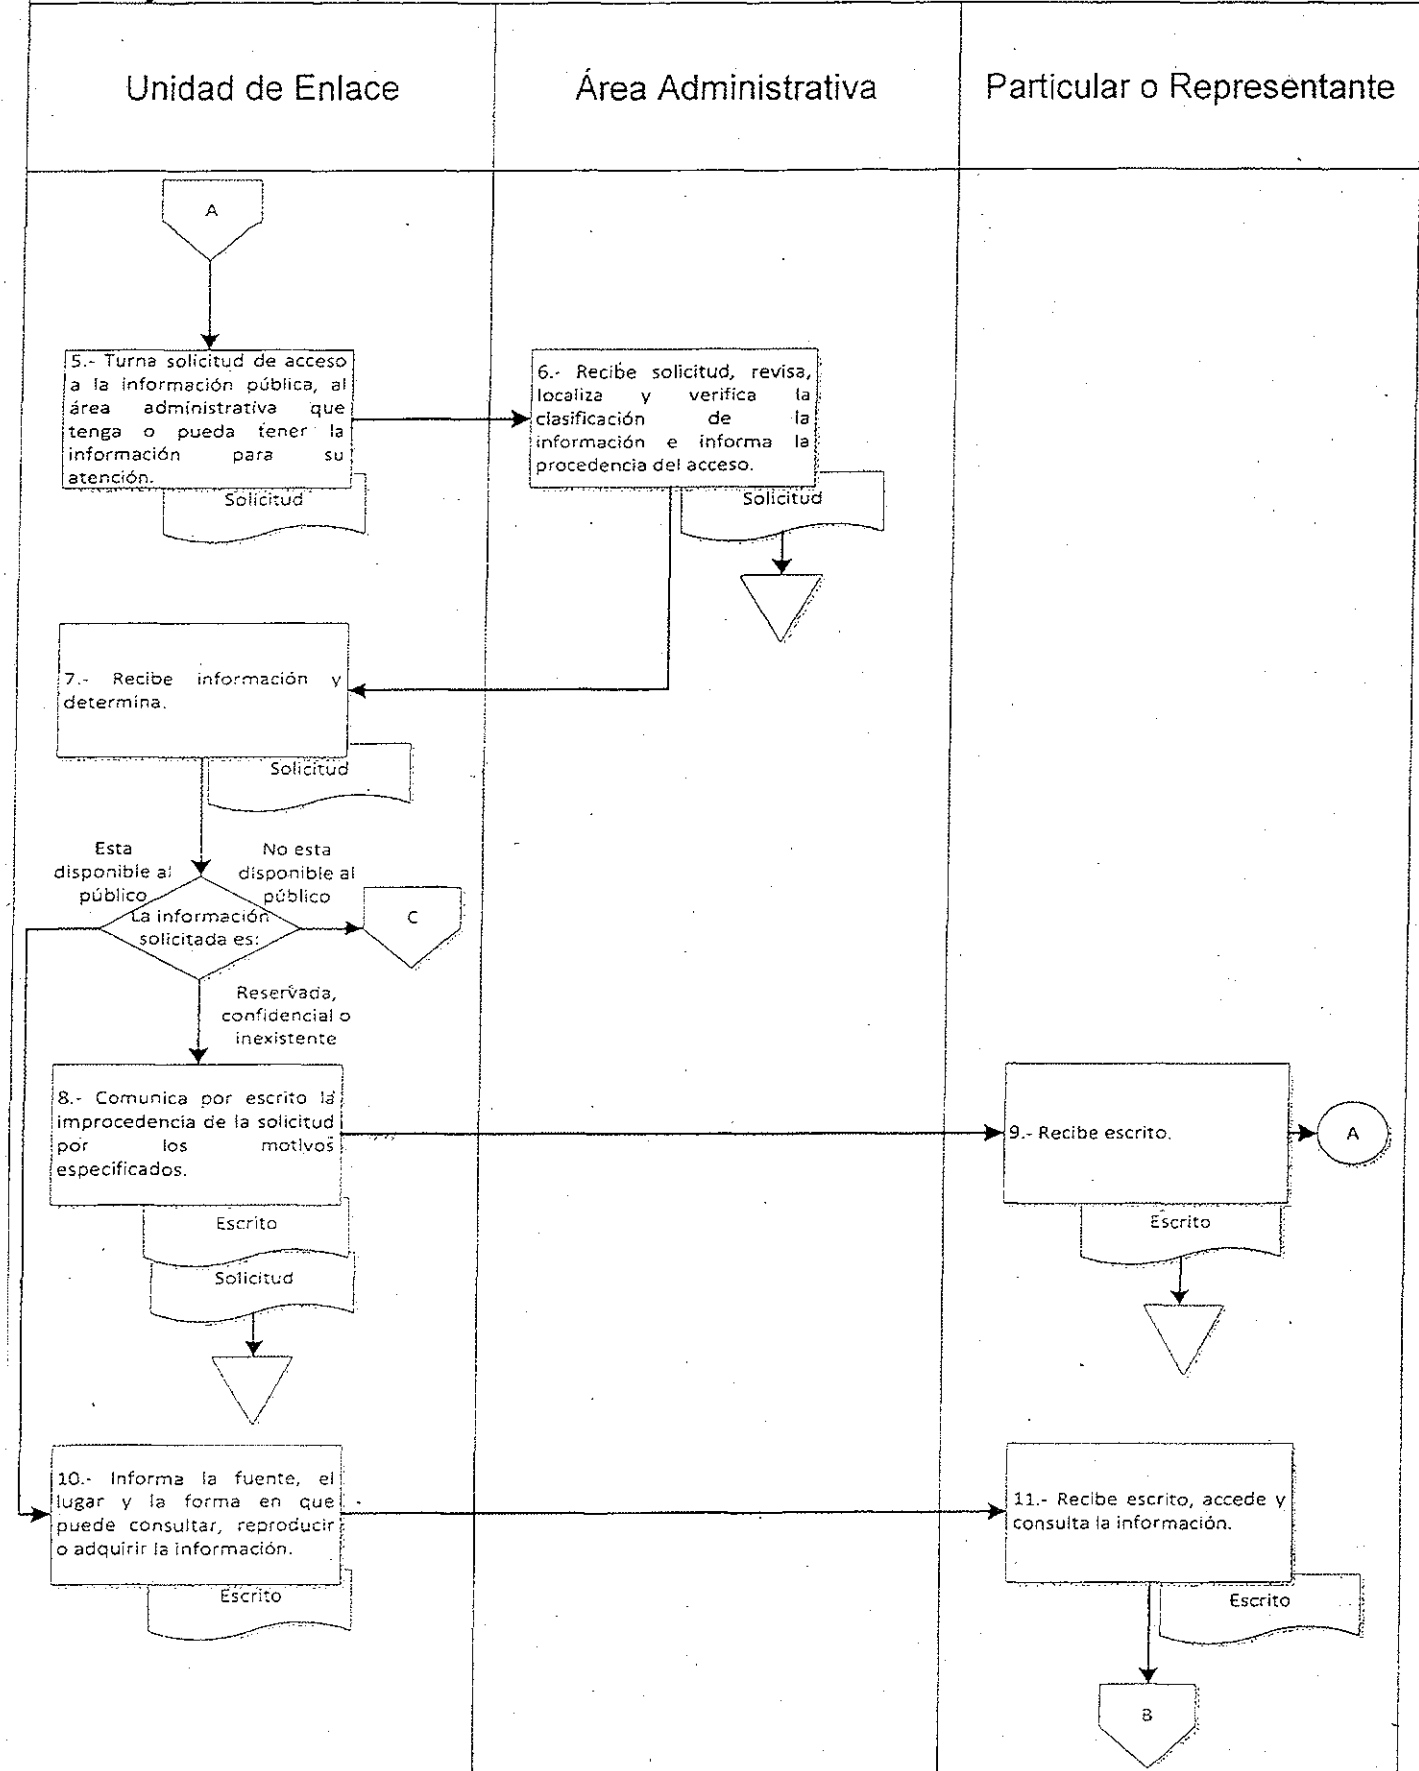 Unidad de Enlace
Área Administrativa
Particular o Representante
A
5.- Turna solicitud de acceso
a la información pública, al
área administrativa que
tenga o pueda tener la
información para su
atención.
Solicitud
6.- Recibe solicitud, revisa,
localiza y verifica la
clasificación de la
información e informa la
procedencia del acceso.
Solicitud
7.- Recibe información y
determina.
Solicitud
Esta
disponible al
público
No esta
disponible al
público
La información
solicitada es:
C
Reservada,
confidencial o
inexistente
8.- Comunica por escrito la
improcedencia de la solicitud
por los motivos
especificados.
Escrito
Solicitud
9.- Recibe escrito.
A
Escrito
10.- Informa la fuente, el
lugar y la forma en que
puede consultar, reproducir
o adquirir la información.
Escrito
11.- Recibe escrito, accede y
consulta la información.
Escrito
B